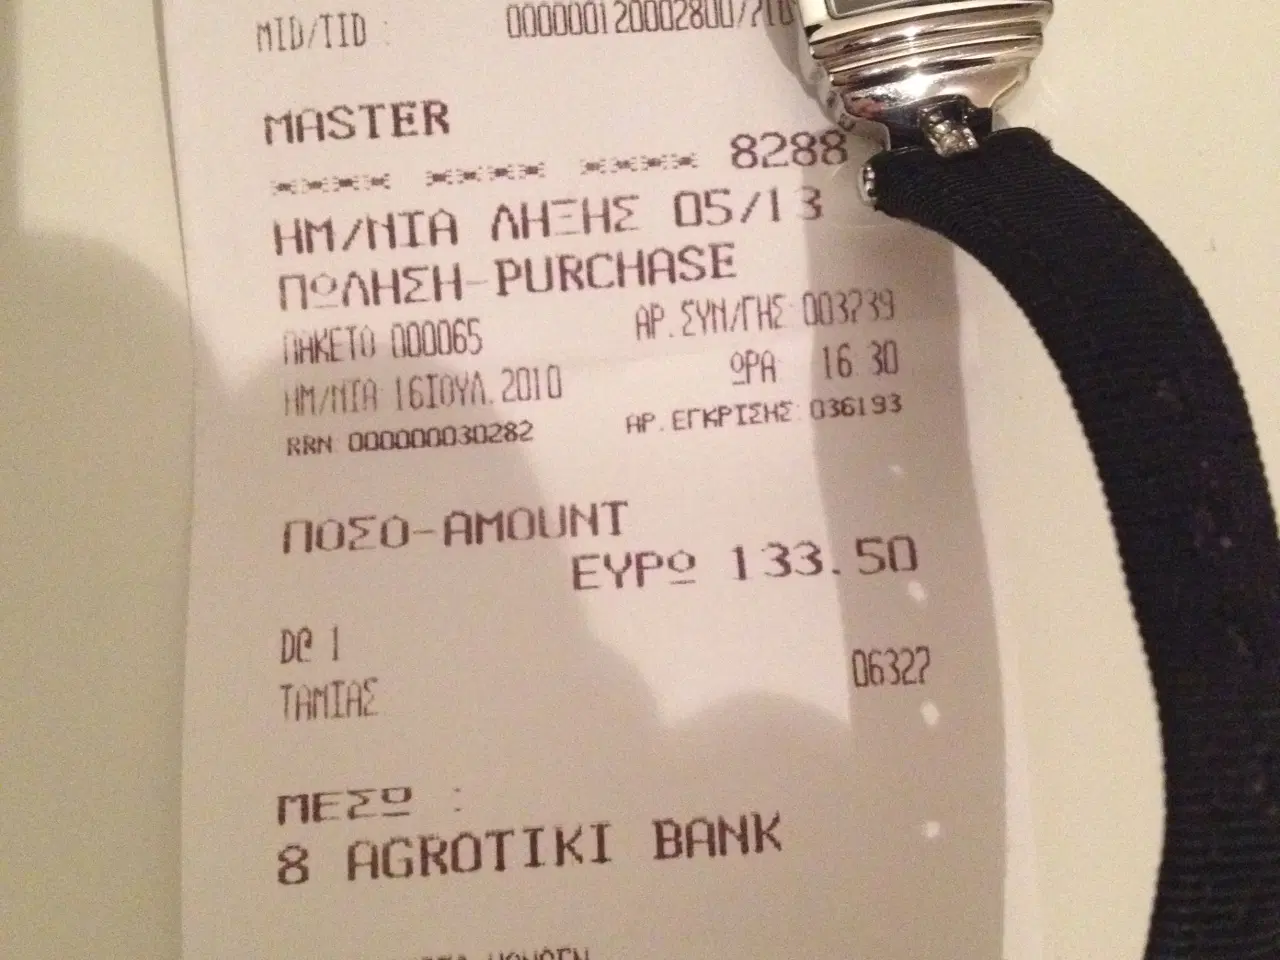 MID/TID :
MASTER
**** **** **** 8288
ΗΜ/ΝΙΑ ΛΗΞΗΣ 05/13
ΠΩΛΗΣΗ-PURCHASE
ΠΑΚΕΤΟ 000065 ΑΡ.ΣΥΝ/ΓΗΣ: 003239
ΗΜ/ΝΙΑ 16ΙΟΥΛ.2010 ΩΡΑ 16:30
RRN: 000000030282 ΑΡ.ΕΓΚΡΙΣΗΣ: 036193
ΠΟΣΟ-AMOUNT
ΕΥΡΩ 133.50
DC 1
ΤΑΜΙΑΣ 06327
ΜΕΣΩ :
8 AGROTIKI BANK